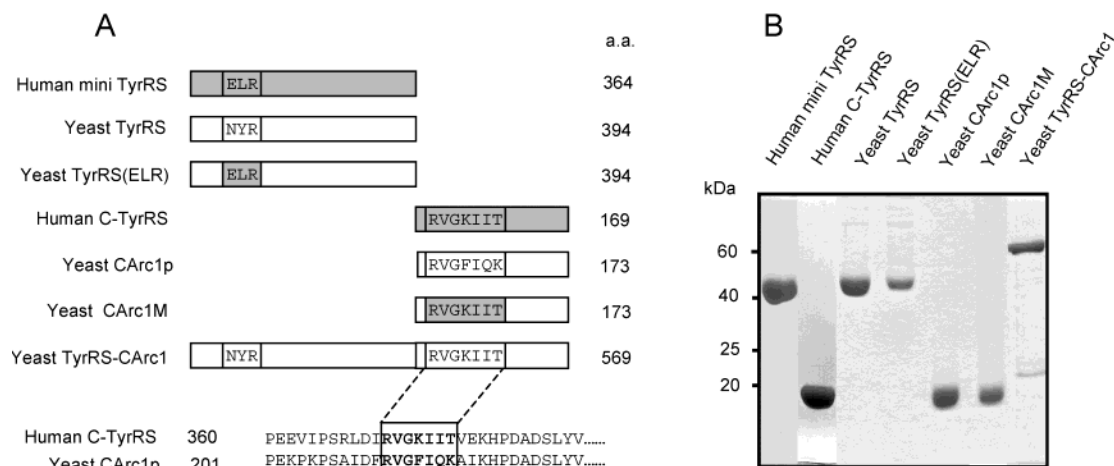 A
a.a.
Human mini TyrRS ELR 364
Yeast TyrRS NYR 394
Yeast TyrRS(ELR) ELR 394
Human C-TyrRS RVGKIIT 169
Yeast CArc1p RVGFIQK 173
Yeast CArc1M RVGKIIT 173
Yeast TyrRS-CArc1 NYR RVGKIIT 569
Human C-TyrRS 360 PEEVIPSRLDIRVGKIITVEKHPDADSLYV......
Yeast CArc1p 201 PEKPKPSAIDFRVGFIQKAIKHPDADSLYV......
B
Human mini TyrRS
Human C-TyrRS
Yeast TyrRS
Yeast TyrRS(ELR)
Yeast CArc1p
Yeast CArc1M
Yeast TyrRS-CArc1
kDa
60
40
25
20